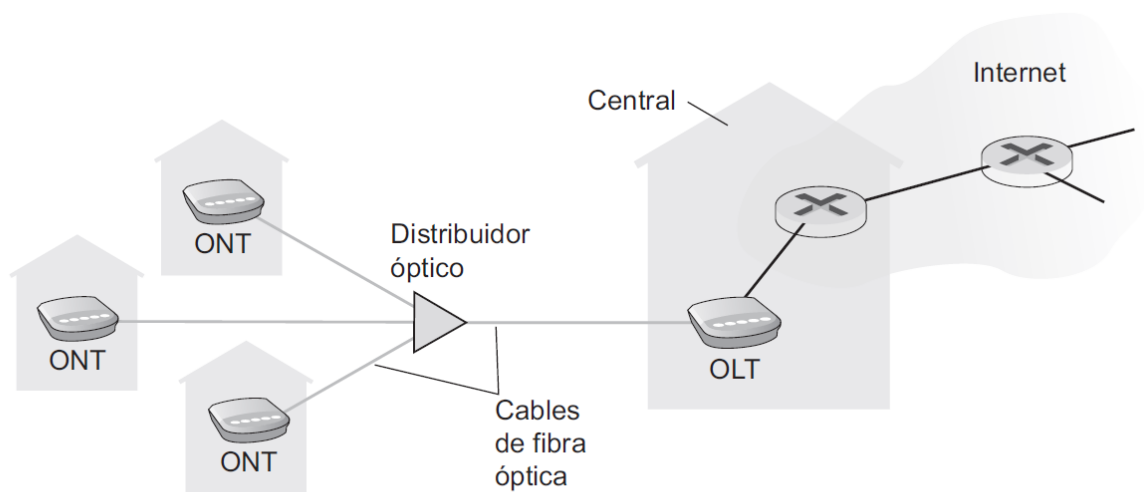 Internet
Central
ONT
Distribuidor
óptico
ONT
OLT
ONT
Cables
de fibra
óptica